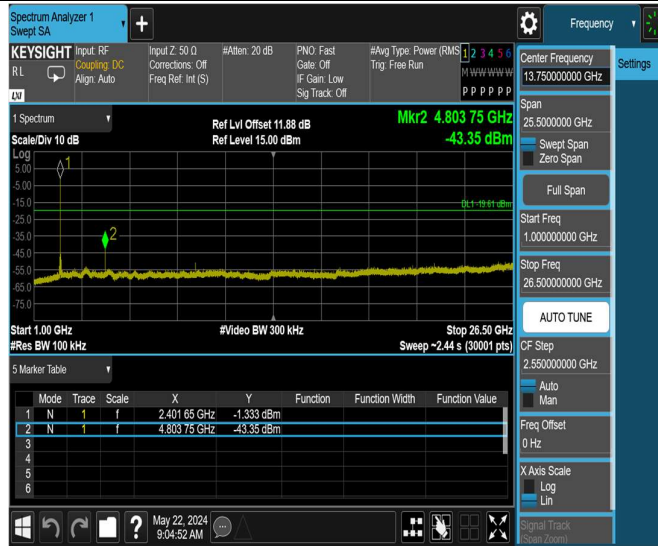 Spectrum Analyzer 1
Swept SA
Frequency
KEYSIGHT Input: RF
Coupling: DC
Align: Auto
R L
LXI
Input Z: 50 Ω
Corrections: Off
Freq Ref: Int (S)
#Atten: 20 dB
PNO: Fast
Gate: Off
IF Gain: Low
Sig Track: Off
#Avg Type: Power (RMS
Trig: Free Run
1 2 3 4 5 6
M W W W W W
P P P P P P
1 Spectrum
Scale/Div 10 dB
Ref Lvl Offset 11.88 dB
Ref Level 15.00 dBm
Mkr2 4.803 75 GHz
-43.35 dBm
Log
5.00
-5.00
-15.0
-25.0
-35.0
-45.0
-55.0
-65.0
-75.0
1
2
DL1 -19.61 dBm
Start 1.00 GHz
#Res BW 100 kHz
#Video BW 300 kHz
Stop 26.50 GHz
Sweep ~2.44 s (30001 pts)
5 Marker Table
Mode Trace Scale X Y Function Function Width Function Value
1 N 1 f 2.401 65 GHz -1.333 dBm
2 N 1 f 4.803 75 GHz -43.35 dBm
3
4
5
6
May 22, 2024
9:04:52 AM
Center Frequency
13.750000000 GHz
Settings
Span
25.5000000 GHz
Swept Span
Zero Span
Full Span
Start Freq
1.000000000 GHz
Stop Freq
26.500000000 GHz
AUTO TUNE
CF Step
2.550000000 GHz
Auto
Man
Freq Offset
0 Hz
X Axis Scale
Log
Lin
Signal Track
(Span Zoom)